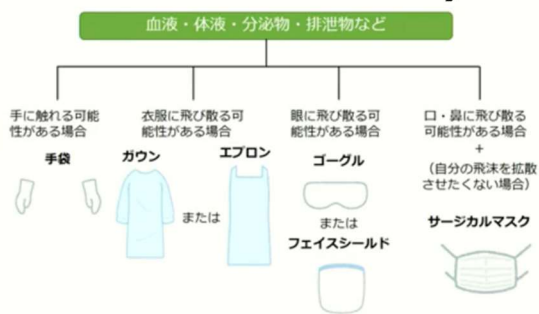 血液・体液・分泌物・排泄物など
手に触れる可能
性がある場合
手袋
衣服に飛び散る可
能性がある場合
ガウン
または
エプロン
眼に飛び散る可
能性がある場合
ゴーグル
または
フェイスシールド
口・鼻に飛び散る
可能性がある場合
+
（自分の飛沫を拡散
させたくない場合）
サージカルマスク